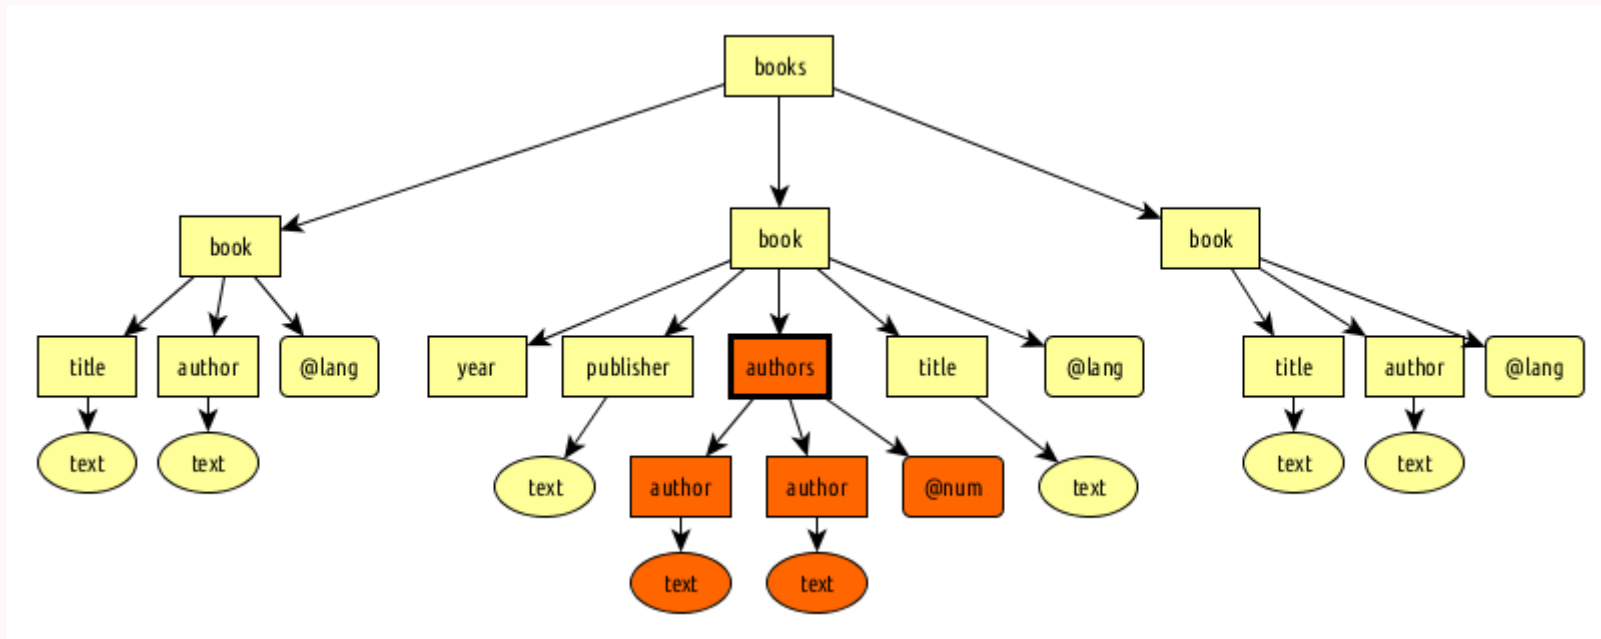 books
book
book
book
title
author
@lang
year
publisher
authors
title
@lang
title
author
@lang
text
text
text
author
author
@num
text
text
text
text
text